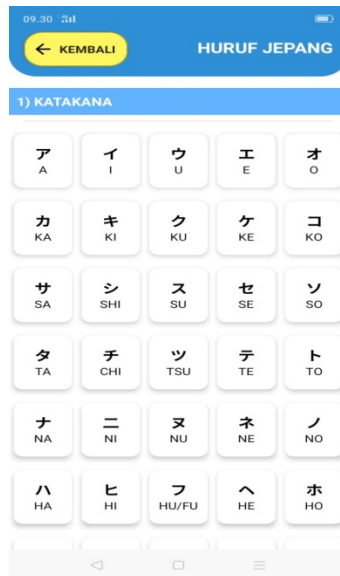 09.30
← KEMBALI
HURUF JEPANG
1) KATAKANA
ア イ ウ エ オ
A I U E O
カ キ ク ケ コ
KA KI KU KE KO
サ シ ス セ ソ
SA SHI SU SE SO
タ チ ツ テ ト
TA CHI TSU TE TO
ナ ニ ヌ ネ ノ
NA NI NU NE NO
ハ ヒ フ ヘ ホ
HA HI HU/FU HE HO